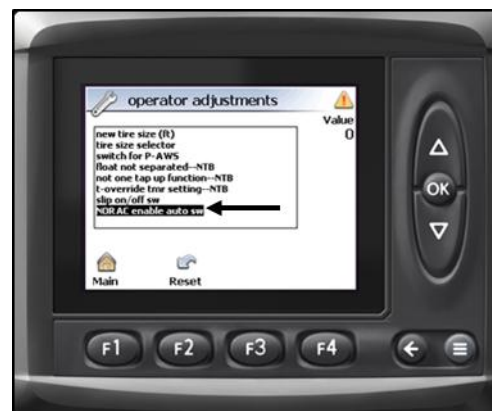 operator adjustments
Value
0
new tire size (ft)
tire size selector
switch for P-AWS
float not separated--NTB
not one tap up function--NTB
t-override tmr setting--NTB
slip on/off sw
NORAC enable auto sw
Main
Reset
OK
F1
F2
F3
F4